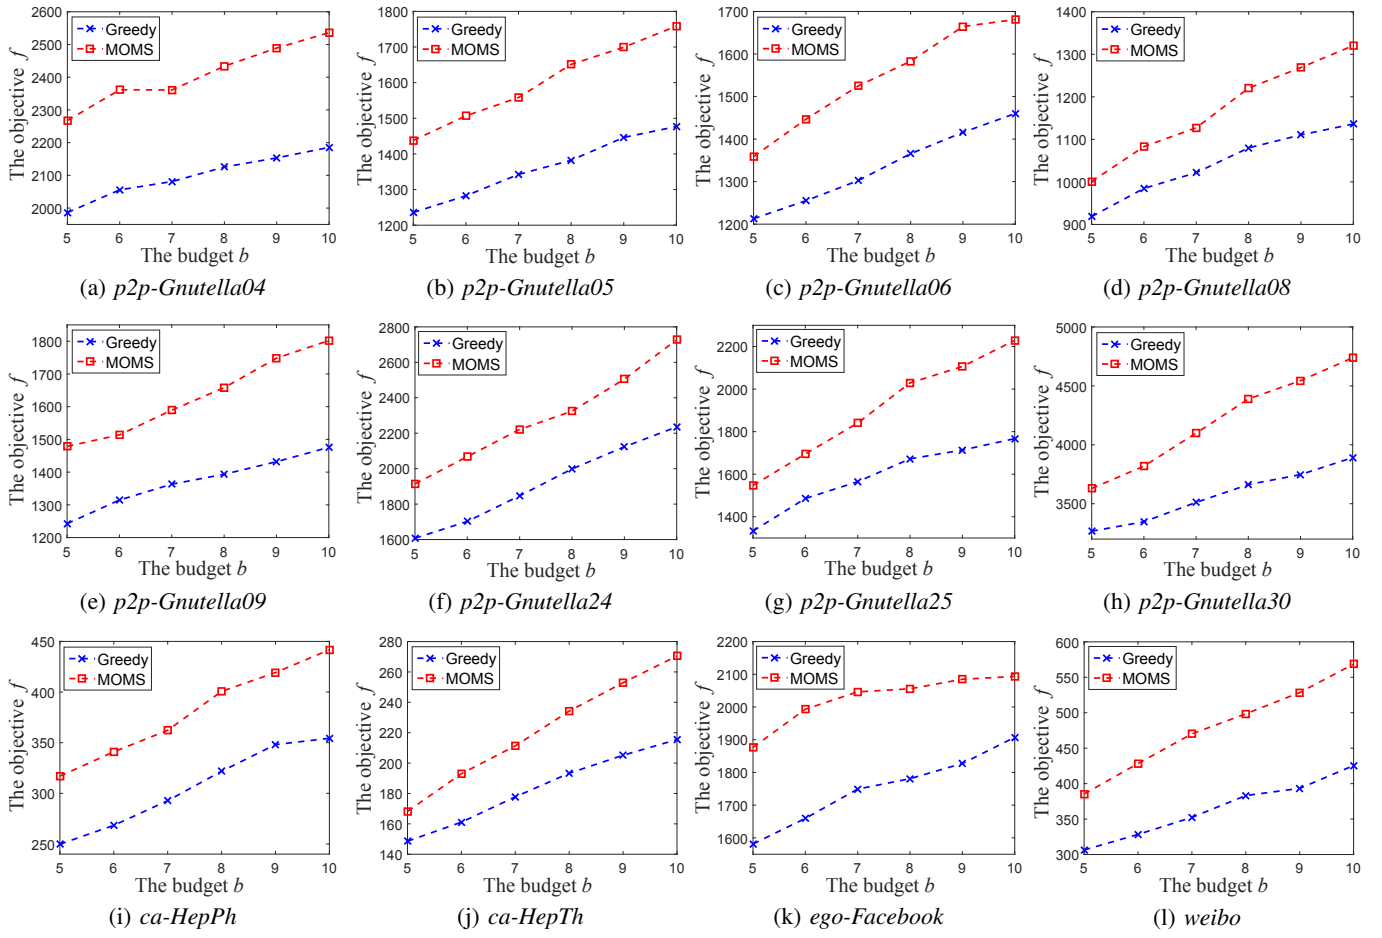 The objective f
2600
2500
2400
2300
2200
2100
2000
Greedy
MOMS
5 6 7 8 9 10
The budget b
(a) p2p-Gnutella04
The objective f
1800
1700
1600
1500
1400
1300
1200
Greedy
MOMS
5 6 7 8 9 10
The budget b
(b) p2p-Gnutella05
The objective f
1700
1600
1500
1400
1300
1200
Greedy
MOMS
5 6 7 8 9 10
The budget b
(c) p2p-Gnutella06
The objective f
1400
1300
1200
1100
1000
900
Greedy
MOMS
5 6 7 8 9 10
The budget b
(d) p2p-Gnutella08
The objective f
1800
1700
1600
1500
1400
1300
1200
Greedy
MOMS
5 6 7 8 9 10
The budget b
(e) p2p-Gnutella09
The objective f
2800
2600
2400
2200
2000
1800
1600
Greedy
MOMS
5 6 7 8 9 10
The budget b
(f) p2p-Gnutella24
The objective f
2200
2000
1800
1600
1400
Greedy
MOMS
5 6 7 8 9 10
The budget b
(g) p2p-Gnutella25
The objective f
5000
4500
4000
3500
Greedy
MOMS
5 6 7 8 9 10
The budget b
(h) p2p-Gnutella30
The objective f
450
400
350
300
250
Greedy
MOMS
5 6 7 8 9 10
The budget b
(i) ca-HepPh
The objective f
280
260
240
220
200
180
160
140
Greedy
MOMS
5 6 7 8 9 10
The budget b
(j) ca-HepTh
The objective f
2200
2100
2000
1900
1800
1700
1600
Greedy
MOMS
5 6 7 8 9 10
The budget b
(k) ego-Facebook
The objective f
600
550
500
450
400
350
300
Greedy
MOMS
5 6 7 8 9 10
The budget b
(l) weibo